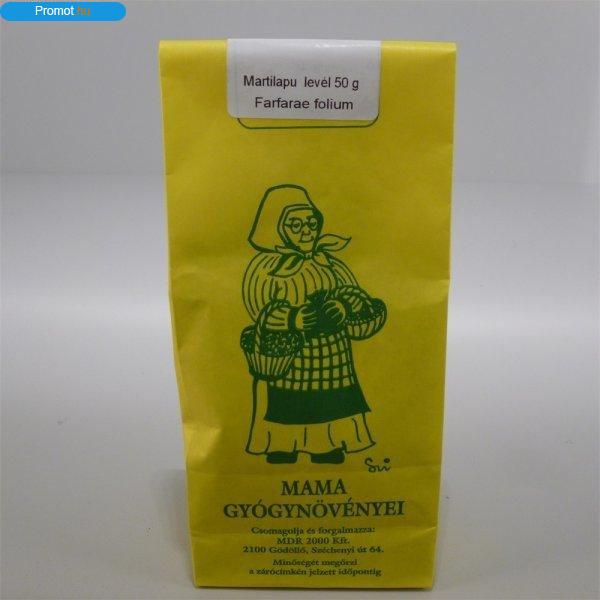 Promot.hu
Martilapu levél 50 g
Farfarae folium
MAMA
GYÓGYNÖVÉNYEI
Csomagolja és forgalmazza:
MDR 2000 Kft.
2100 Gödöllő, Széchenyi út 64.
Minőségét megőrzi
a zárócímkén jelzett időpontig